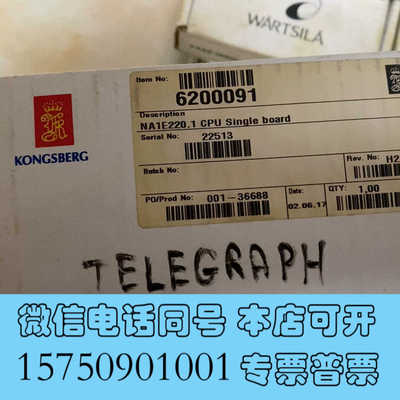 WÄRTSILÄ
Item No:
6200091
Description
NA1E220.1 CPU Single board
Serial No: 22513
KONGSBERG
Batch No:
Rev. No: H2
PO/Prod No: 001-36688
Date: 02.06.17
QTY: 1,00
TELEGRAPH
微信电话同号 本店可开
15750901001 专票普票